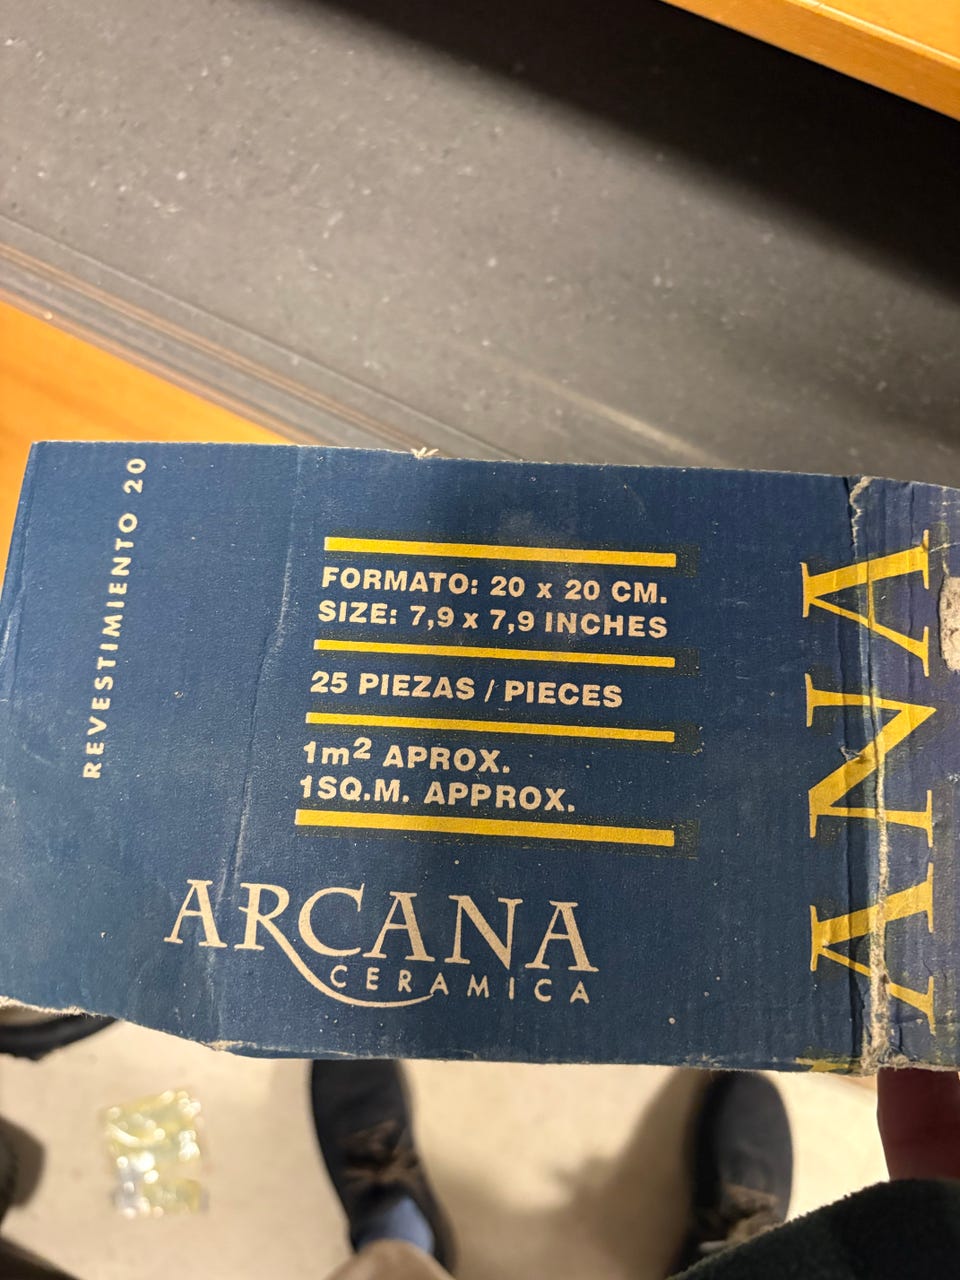 REVESTIMIENTO 20
FORMATO: 20 x 20 CM.
SIZE: 7,9 x 7,9 INCHES
25 PIEZAS / PIECES
1m² APROX.
1SQ.M. APPROX.
ARCANA
CERAMICA
ANA